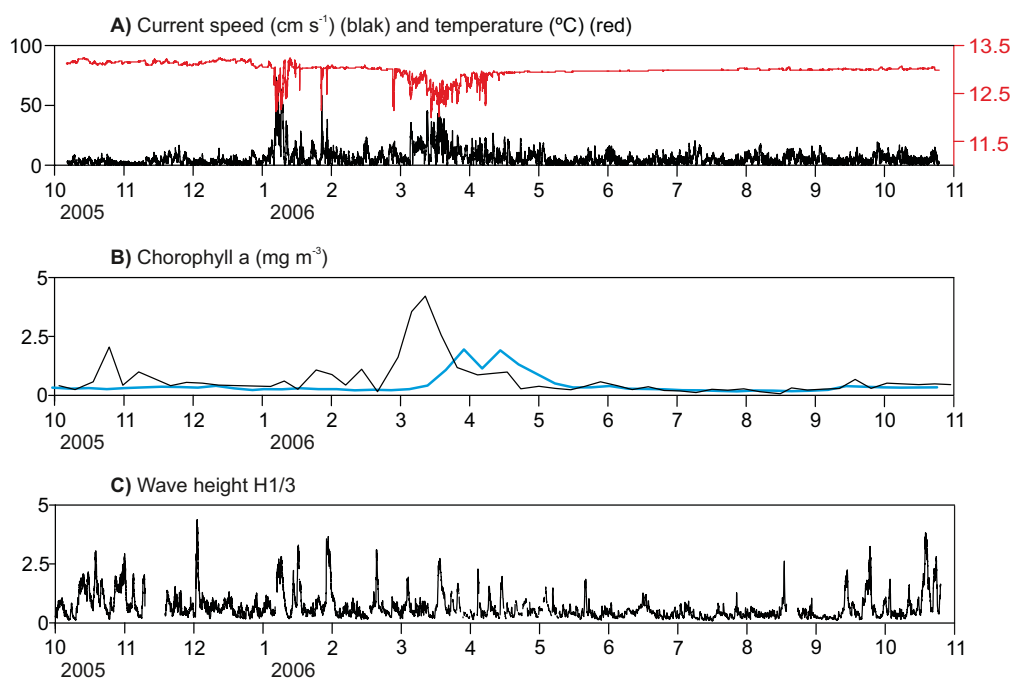 A) Current speed (cm s⁻¹) (blak) and temperature (ºC) (red)
100 13.5
50 12.5
0 11.5
10 11 12 1 2 3 4 5 6 7 8 9 10 11
2005 2006
B) Chorophyll a (mg m⁻³)
5
2.5
0
10 11 12 1 2 3 4 5 6 7 8 9 10 11
2005 2006
C) Wave height H1/3
5
2.5
0
10 11 12 1 2 3 4 5 6 7 8 9 10 11
2005 2006